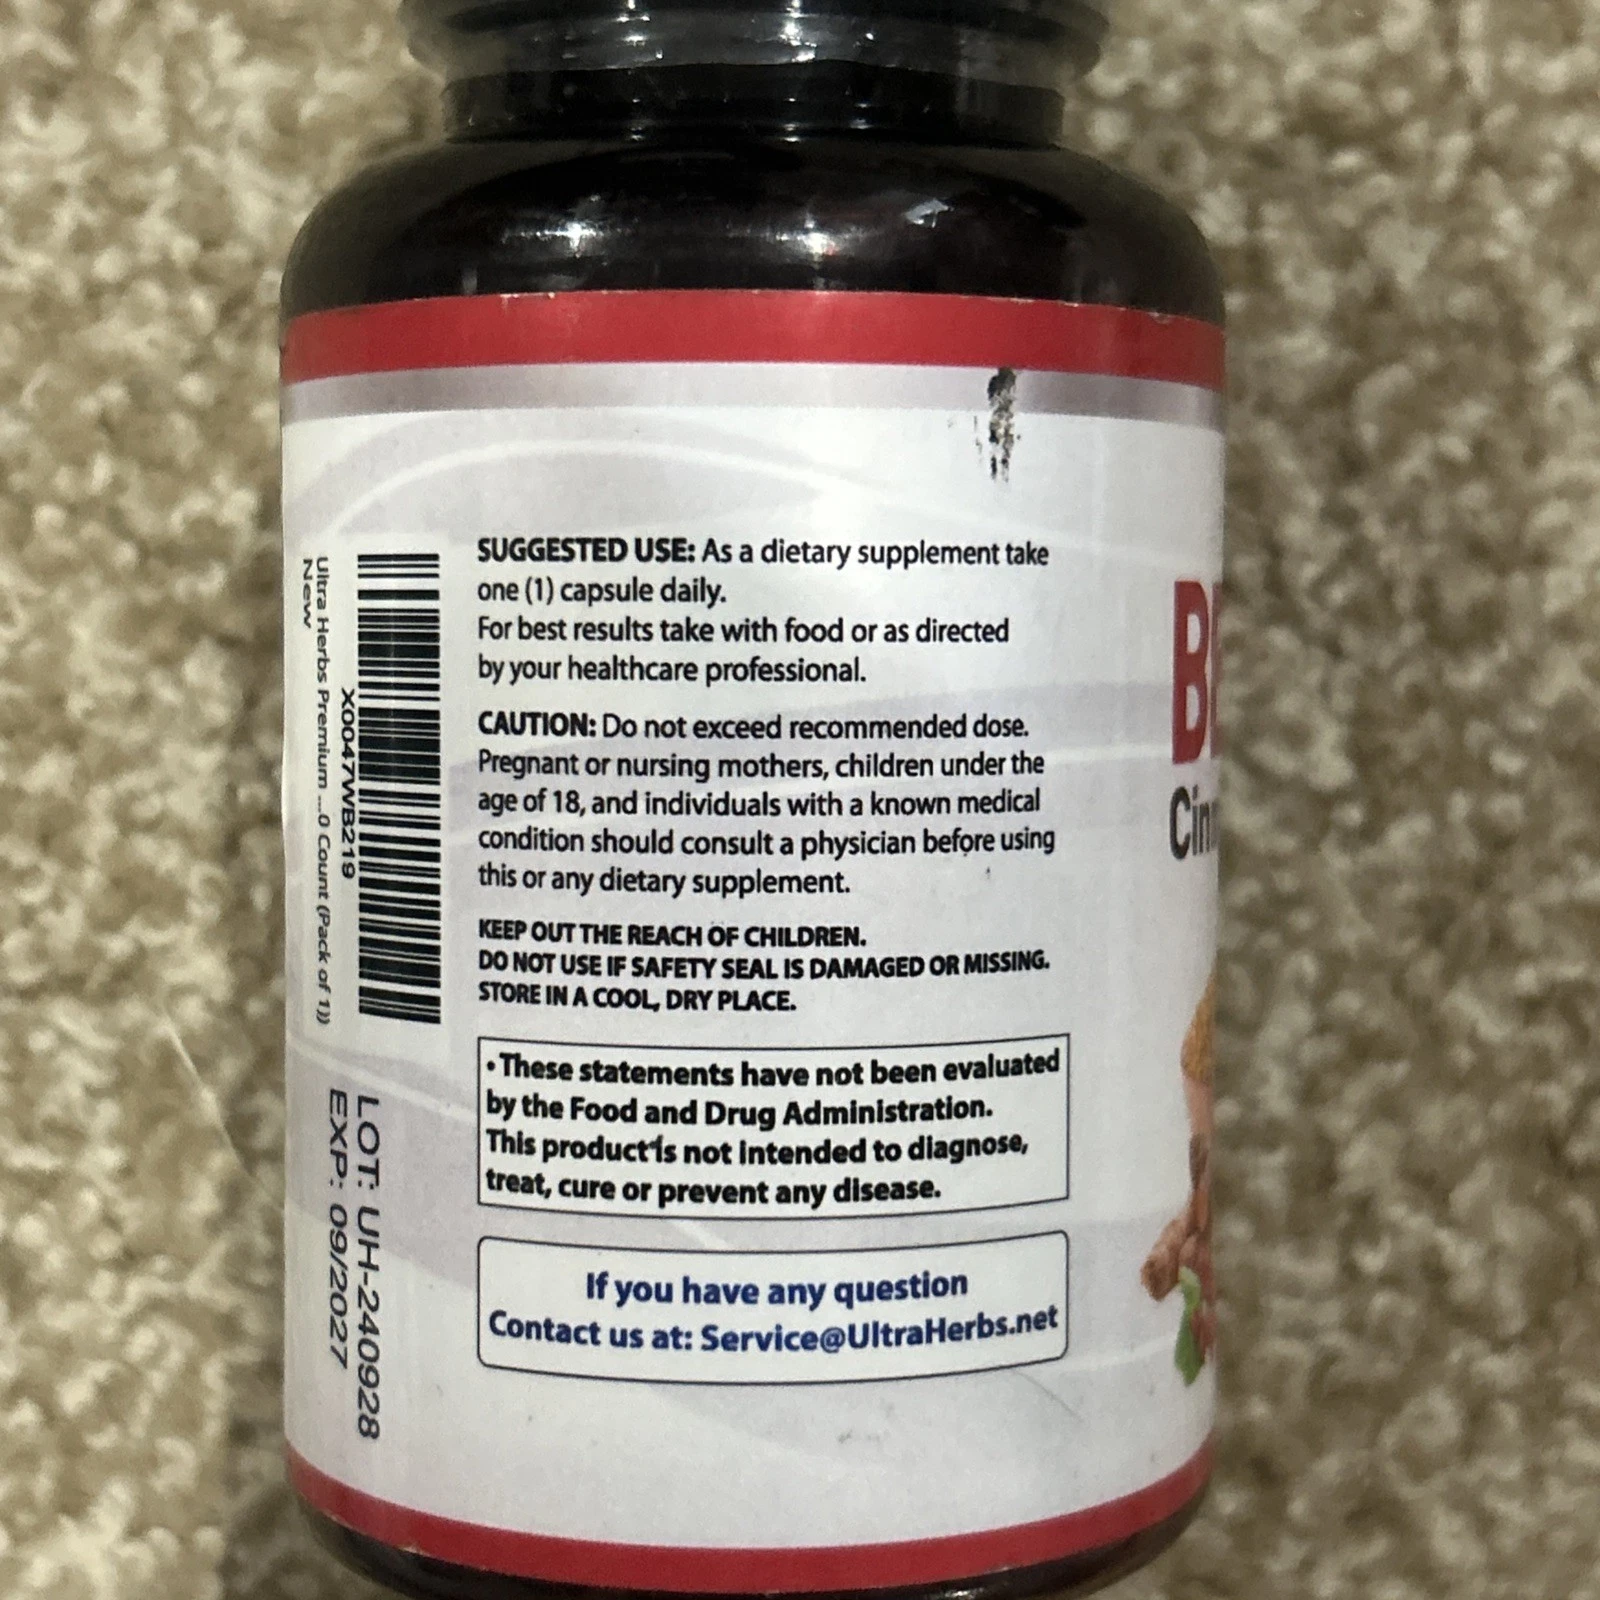 SUGGESTED USE: As a dietary supplement take
one (1) capsule daily.
For best results take with food or as directed
by your healthcare professional.
CAUTION: Do not exceed recommended dose.
Pregnant or nursing mothers, children under the
age of 18, and individuals with a known medical
condition should consult a physician before using
this or any dietary supplement.
KEEP OUT THE REACH OF CHILDREN.
DO NOT USE IF SAFETY SEAL IS DAMAGED OR MISSING.
STORE IN A COOL, DRY PLACE.
• These statements have not been evaluated
by the Food and Drug Administration.
This product is not intended to diagnose,
treat, cure or prevent any disease.
If you have any question
Contact us at: Service@UltraHerbs.net
X0047WB219
Ultra Herbs Premium ...0 Count (Pack of 1))
New
LOT: UH-240928
EXP: 09/2027